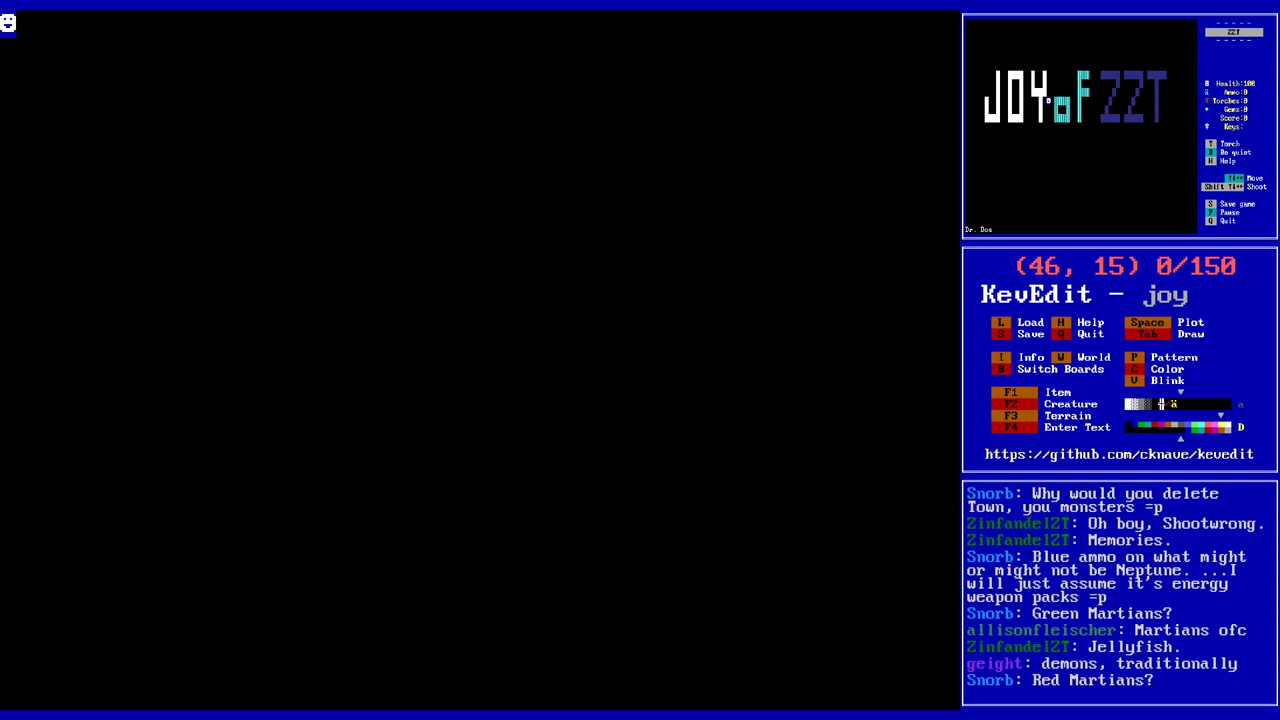 ZZT
JOY of ZZT
Health:100
Ammo:0
Torches:0
Gems:0
Score:0
Keys:
T Torch
B Be quiet
H Help
Move
Shift Shoot
S Save game
P Pause
Q Quit
Dr. Dos
(46, 15) 0/150
KevEdit - joy
L Load H Help Space Plot
S Save Q Quit Tab Draw
I Info W World P Pattern
B Switch Boards C Color
V Blink
F1 Item
F2 Creature
F3 Terrain
F4 Enter Text D
https://github.com/cknave/kevedit
Snorb: Why would you delete
Town, you monsters =p
ZinfandelZT: Oh boy, Shootwrong.
ZinfandelZT: Memories.
Snorb: Blue ammo on what might
or might not be Neptune. ...I
will just assume it's energy
weapon packs =p
Snorb: Green Martians?
allisonfleischer: Martians ofc
ZinfandelZT: Jellyfish.
geight: demons, traditionally
Snorb: Red Martians?